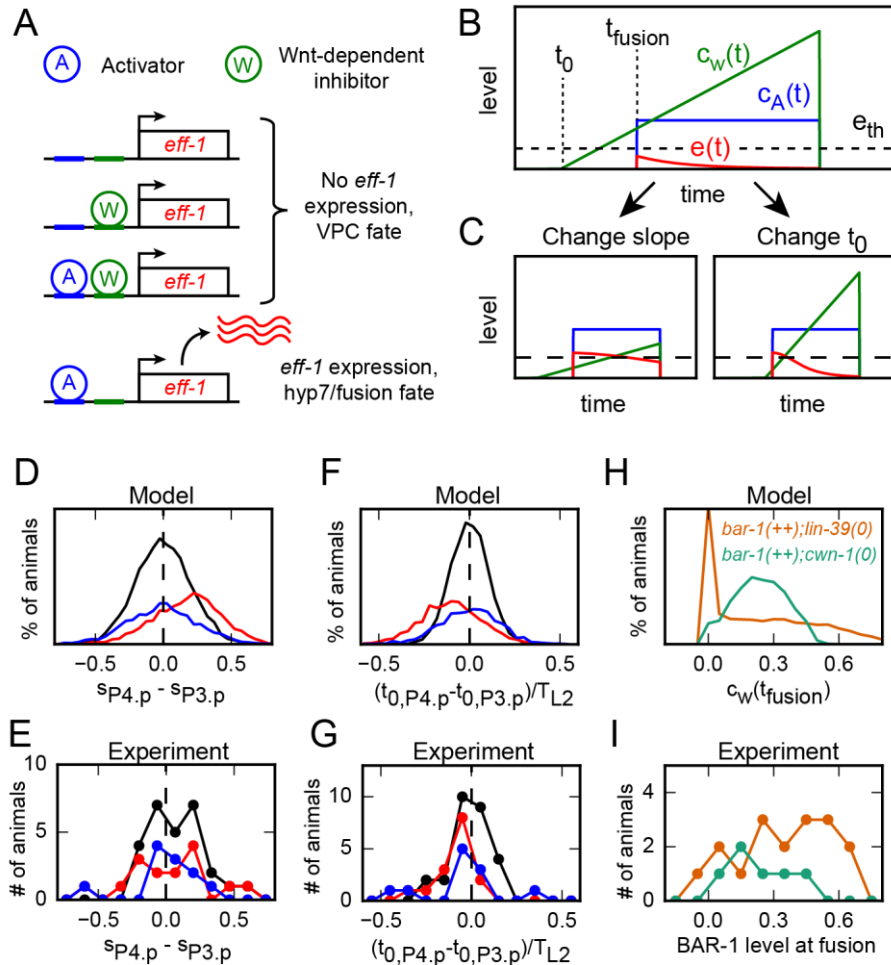 A
A
Activator
W
Wnt-dependent
inhibitor
eff-1
W
eff-1
A
W
eff-1
No eff-1
expression,
VPC fate
A
eff-1
eff-1 expression,
hyp7/fusion fate
B
level
t0
tfusion
cw(t)
cA(t)
eth
e(t)
time
C
Change slope
Change t0
level
time
time
D
Model
% of animals
−0.5 0.0 0.5
sP4.p - sP3.p
F
Model
% of animals
−0.5 0.0 0.5
(t0,P4.p-t0,P3.p)/TL2
H
Model
% of animals
bar-1(++);lin-39(0)
bar-1(++);cwn-1(0)
0.0 0.3 0.6
cw(tfusion)
E
Experiment
# of animals
10
5
0
−0.5 0.0 0.5
sP4.p - sP3.p
G
Experiment
# of animals
10
5
0
−0.5 0.0 0.5
(t0,P4.p-t0,P3.p)/TL2
I
Experiment
# of animals
4
2
0
0.0 0.3 0.6
BAR-1 level at fusion